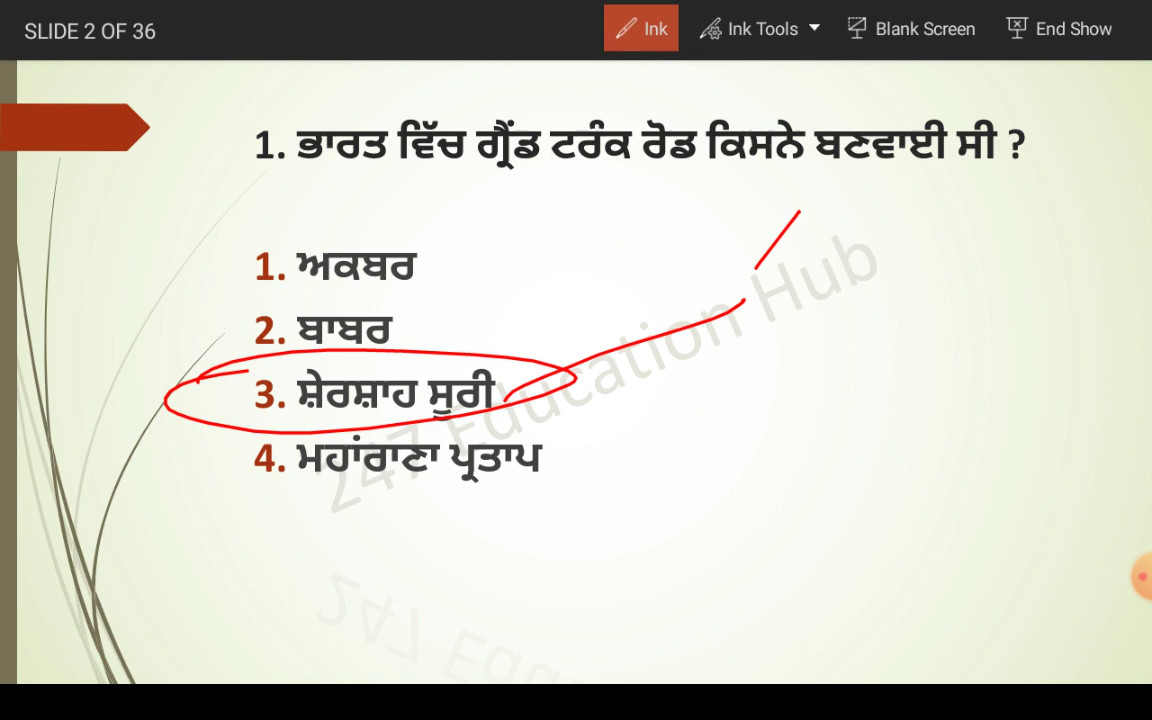 SLIDE 2 OF 36
Ink
Ink Tools
Blank Screen
End Show
1. ਭਾਰਤ ਵਿੱਚ ਗ੍ਰੈਂਡ ਟਰੰਕ ਰੋਡ ਕਿਸਨੇ ਬਣਵਾਈ ਸੀ ?
1. ਅਕਬਰ
2. ਬਾਬਰ
3. ਸ਼ੇਰਸ਼ਾਹ ਸੁਰੀ
4. ਮਹਾਂਰਾਣਾ ਪ੍ਰਤਾਪ
247 Education Hub